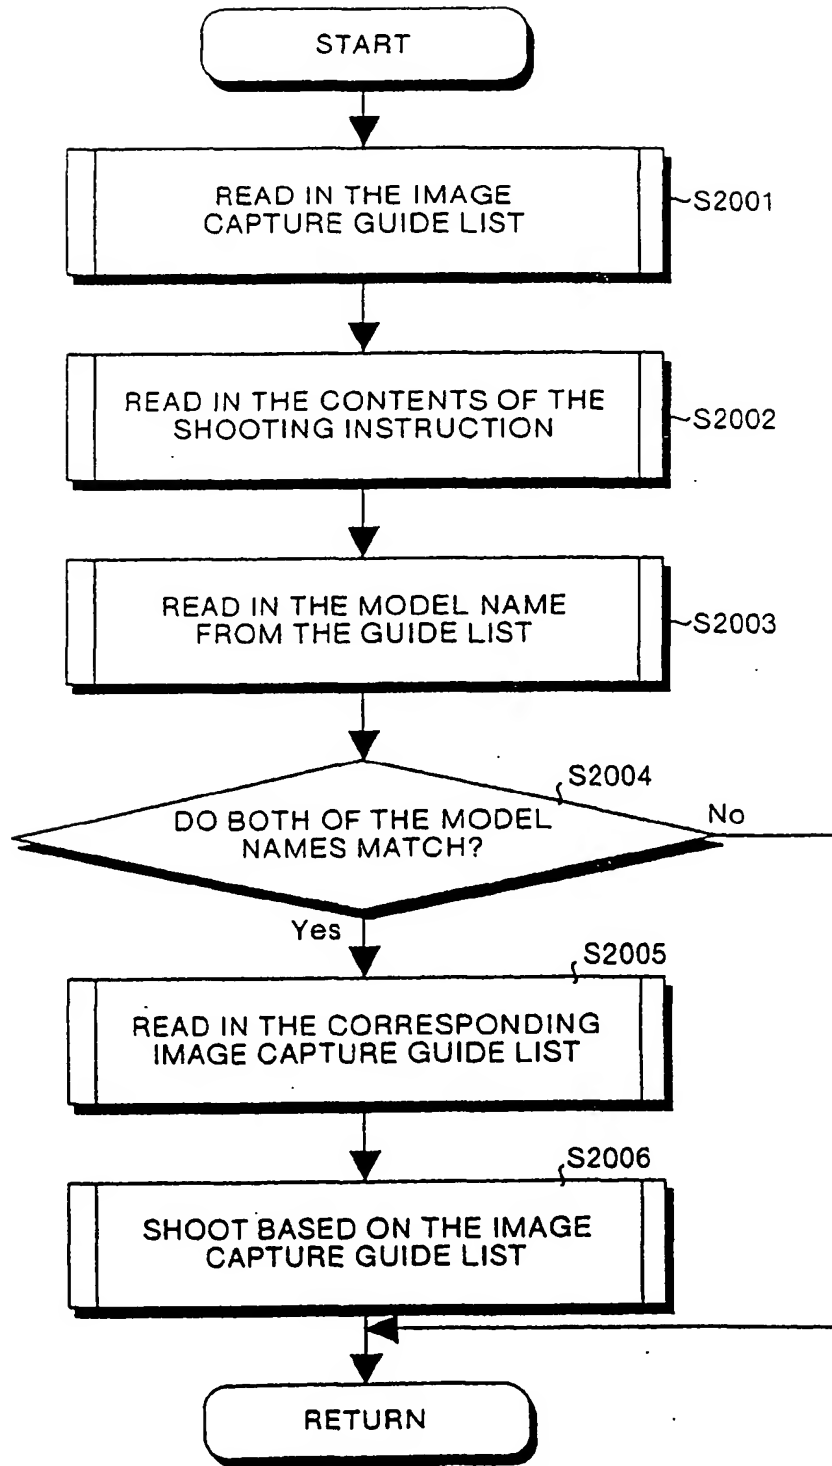 START
READ IN THE IMAGE
CAPTURE GUIDE LIST
S2001
READ IN THE CONTENTS OF THE
SHOOTING INSTRUCTION
S2002
READ IN THE MODEL NAME
FROM THE GUIDE LIST
S2003
S2004
DO BOTH OF THE MODEL
NAMES MATCH?
No
Yes
S2005
READ IN THE CORRESPONDING
IMAGE CAPTURE GUIDE LIST
S2006
SHOOT BASED ON THE IMAGE
CAPTURE GUIDE LIST
RETURN